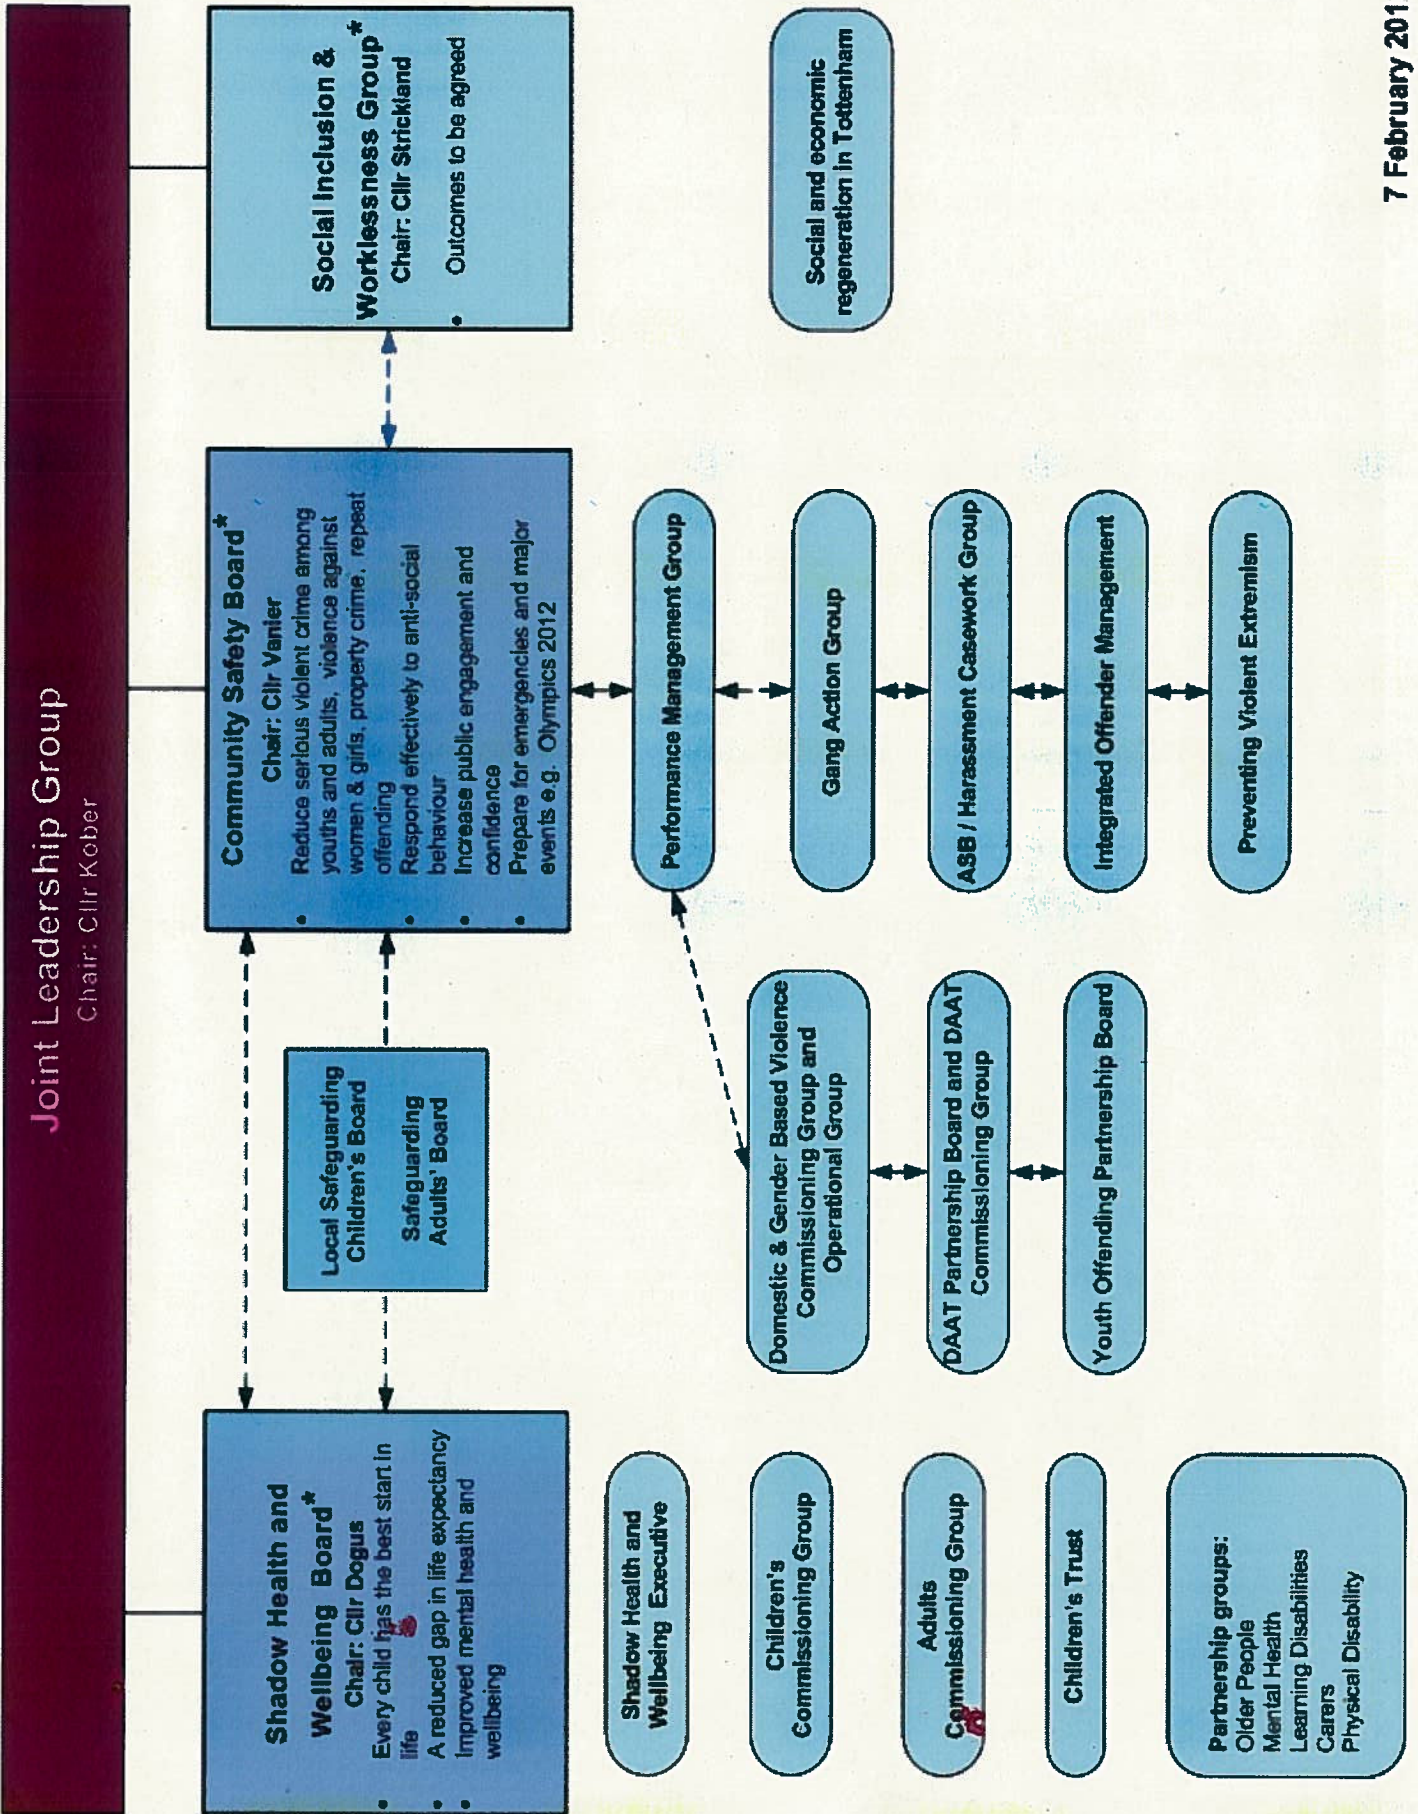 Joint Leadership Group
Chair: Cllr Kober
Shadow Health and
Wellbeing Board*
Chair: Cllr Dogus
• Every child has the best start in
life
• A reduced gap in life expectancy
• Improved mental health and
wellbeing
Local Safeguarding
Children's Board
Safeguarding
Adults' Board
Community Safety Board*
Chair: Cllr Vanier
• Reduce serious violent crime among
youths and adults, violence against
women & girls, property crime, repeat
offending
• Respond effectively to anti-social
behaviour
• Increase public engagement and
confidence
• Prepare for emergencies and major
events e.g. Olympics 2012
Social Inclusion &
Worklessness Group*
Chair: Cllr Strickland
• Outcomes to be agreed
Shadow Health and
Wellbeing Executive
Children's
Commissioning Group
Adults
Commissioning Group
Children's Trust
Partnership groups:
Older People
Mental Health
Learning Disabilities
Carers
Physical Disability
Domestic & Gender Based Violence
Commissioning Group and
Operational Group
DAAT Partnership Board and DAAT
Commissioning Group
Youth Offending Partnership Board
Performance Management Group
Gang Action Group
ASB / Harassment Casework Group
Integrated Offender Management
Preventing Violent Extremism
Social and economic
regeneration in Tottenham
7 February